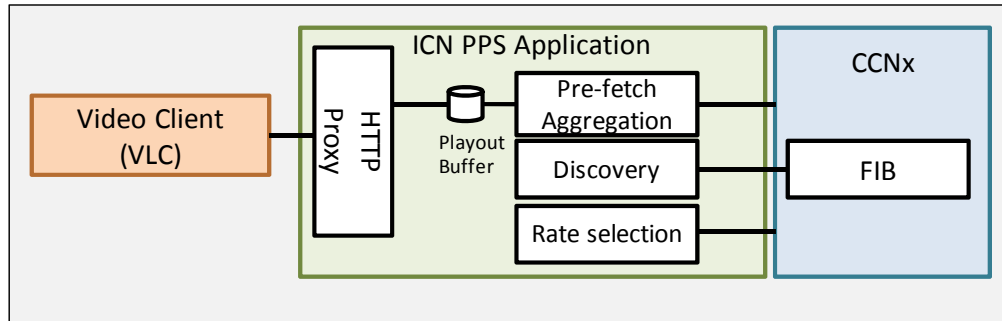 ICN PPS Application
CCNx
Video Client
(VLC)
HTTP
Proxy
Playout
Buffer
Pre-fetch
Aggregation
Discovery
Rate selection
FIB